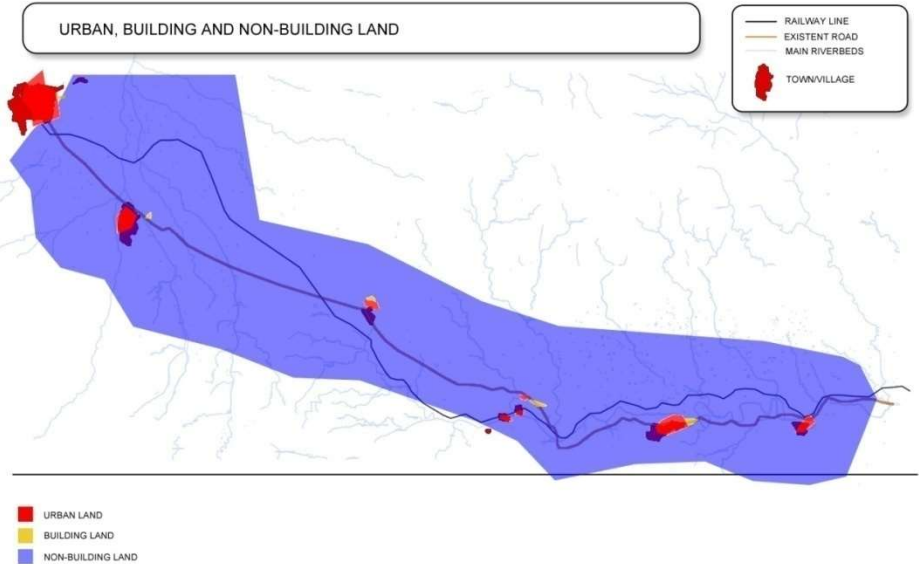 URBAN, BUILDING AND NON-BUILDING LAND
RAILWAY LINE
EXISTENT ROAD
MAIN RIVERBEDS
TOWN/VILLAGE
URBAN LAND
BUILDING LAND
NON-BUILDING LAND